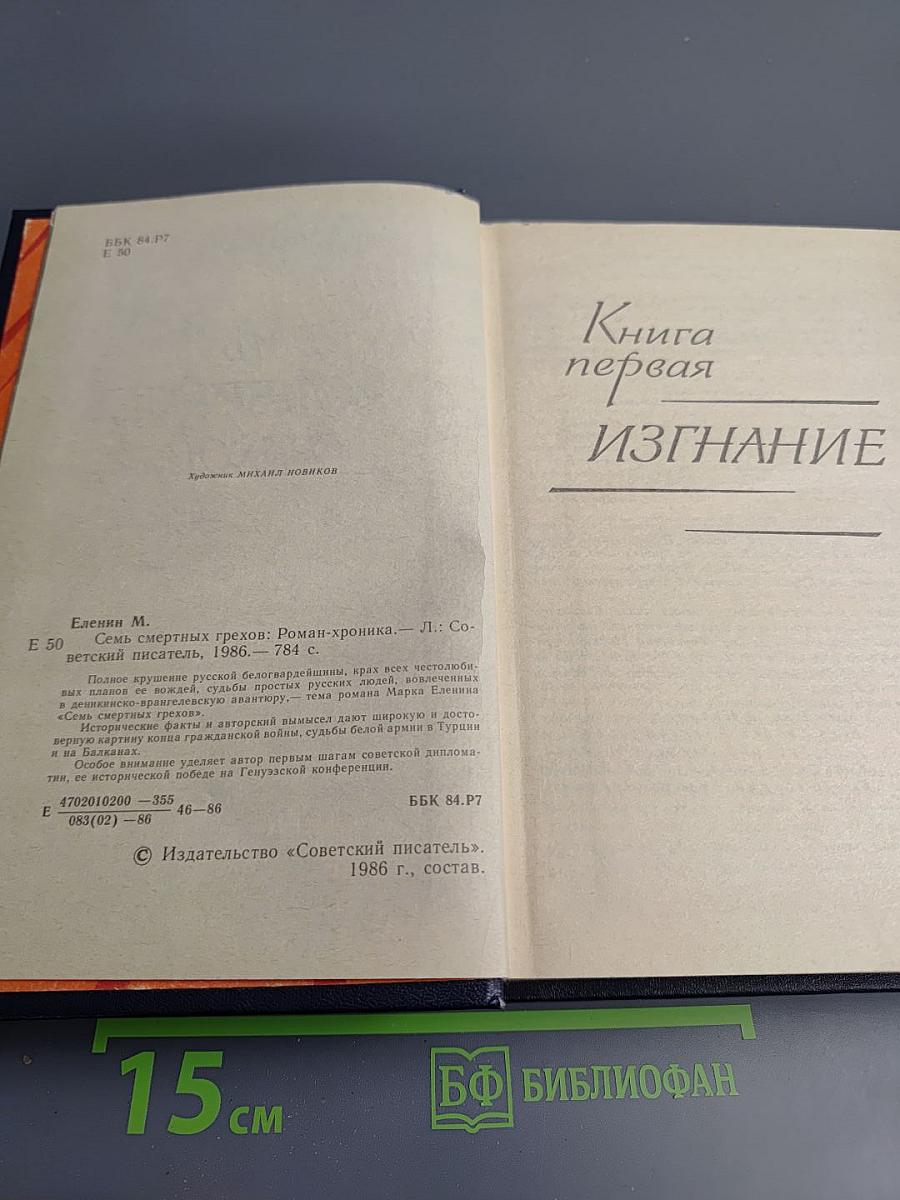 ББК 84.Р7
Е 50
Художник МИХАИЛ НОВИКОВ
Еленин М.
Е 50 Семь смертных грехов: Роман-хроника.— Л.: Со-
ветский писатель, 1986.— 784 с.
Полное крушение русской белогвардейщины, крах всех честолюби-
вых планов ее вождей, судьбы простых русских людей, вовлеченных
в деникинско-врангелевскую авантюру,— тема романа Марка Еленина
«Семь смертных грехов».
Исторические факты и авторский вымысел дают широкую и досто-
верную картину конца гражданской войны, судьбы белой армии в Турции
и на Балканах.
Особое внимание уделяет автор первым шагам советской диплома-
тии, ее исторической победе на Генуэзской конференции.
Е 4702010200 —355
083(02) —86 46—86
ББК 84.Р7
© Издательство «Советский писатель».
1986 г., состав.
Книга
первая
ИЗГНАНИЕ
15 см
БФ БИБЛИОФАН